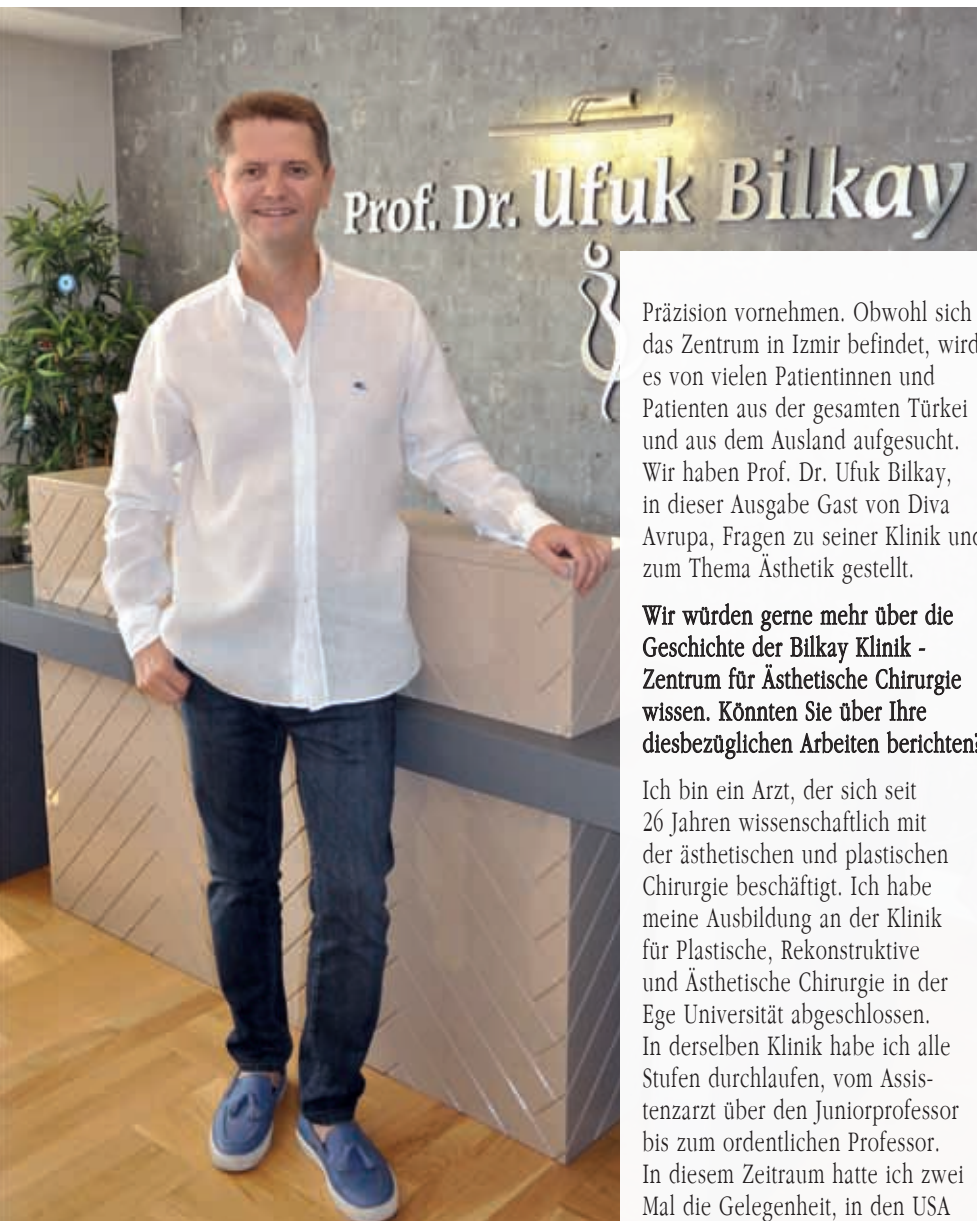 Prof. Dr. Ufuk Bilkay
Präzision vornehmen. Obwohl sich
das Zentrum in Izmir befindet, wird
es von vielen Patientinnen und
Patienten aus der gesamten Türkei
und aus dem Ausland aufgesucht.
Wir haben Prof. Dr. Ufuk Bilkay,
in dieser Ausgabe Gast von Diva
Avrupa, Fragen zu seiner Klinik und
zum Thema Ästhetik gestellt.
Wir würden gerne mehr über die
Geschichte der Bilkay Klinik -
Zentrum für Ästhetische Chirurgie
wissen. Könnten Sie über Ihre
diesbezüglichen Arbeiten berichten?
Ich bin ein Arzt, der sich seit
26 Jahren wissenschaftlich mit
der ästhetischen und plastischen
Chirurgie beschäftigt. Ich habe
meine Ausbildung an der Klinik
für Plastische, Rekonstruktive
und Ästhetische Chirurgie in der
Ege Universität abgeschlossen.
In derselben Klinik habe ich alle
Stufen durchlaufen, vom Assis-
tenzarzt über den Juniorprofessor
bis zum ordentlichen Professor.
In diesem Zeitraum hatte ich zwei
Mal die Gelegenheit, in den USA